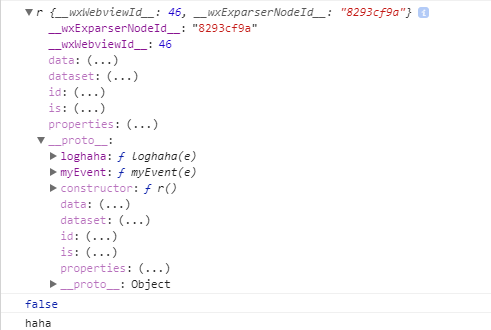 ▼ r {__wxWebviewId__: 46, __wxExparserNodeId__: "8293cf9a"} i
__wxExparserNodeId__: "8293cf9a"
__wxWebviewId__: 46
data: (...)
dataset: (...)
id: (...)
is: (...)
properties: (...)
▼ __proto__:
▶ loghaha: ƒ loghaha(e)
▶ myEvent: ƒ myEvent(e)
▶ constructor: ƒ r()
data: (...)
dataset: (...)
id: (...)
is: (...)
properties: (...)
▶ __proto__: Object
false
haha